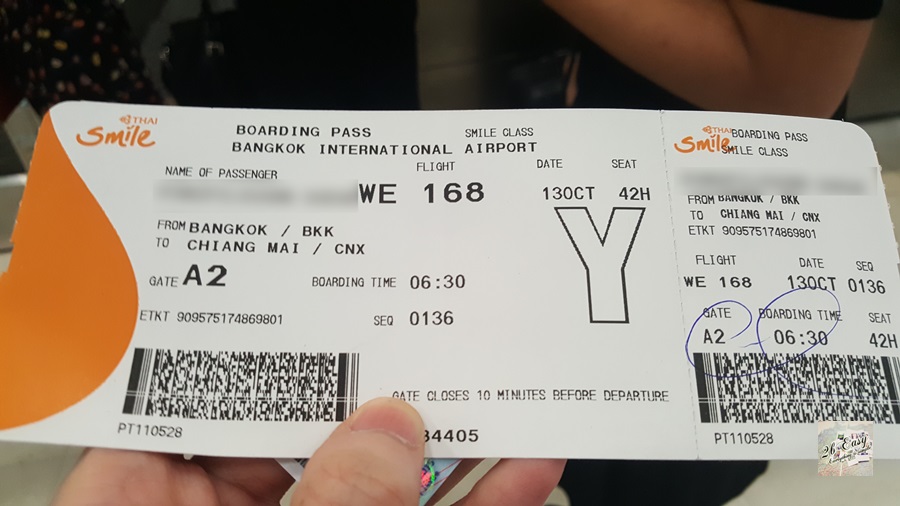 THAI
Smile
BOARDING PASS SMILE CLASS
BANGKOK INTERNATIONAL AIRPORT
NAME OF PASSENGER FLIGHT DATE SEAT
WE 168 13OCT 42H
FROM BANGKOK / BKK
TO CHIANG MAI / CNX
Y
GATE A2 BOARDING TIME 06:30
ETKT 909575174869801 SEQ 0136
GATE CLOSES 10 MINUTES BEFORE DEPARTURE
PT110528
34405
THAI
Smile
BOARDING PASS
SMILE CLASS
FROM BANGKOK / BKK
TO CHIANG MAI / CNX
ETKT 909575174869801
FLIGHT DATE SEQ
WE 168 13OCT 0136
GATE BOARDING TIME SEAT
A2 06:30 42H
PT110528